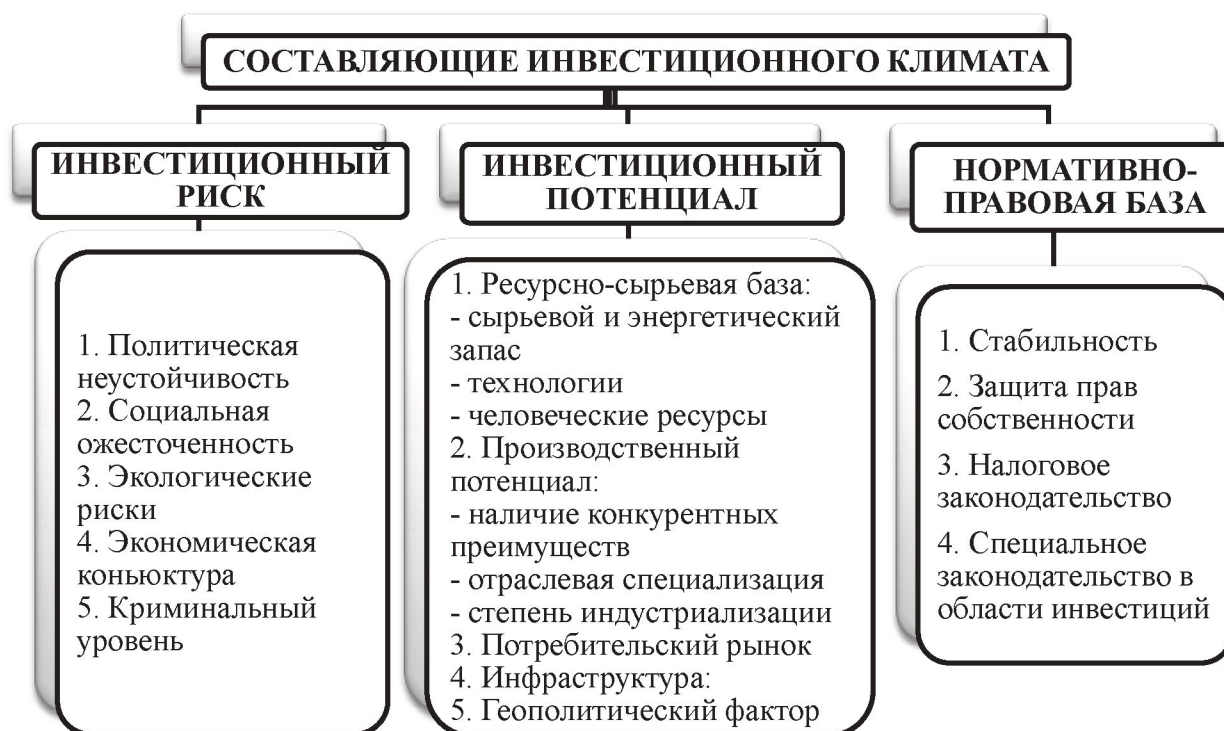 СОСТАВЛЯЮЩИЕ ИНВЕСТИЦИОННОГО КЛИМАТА
ИНВЕСТИЦИОННЫЙ
РИСК
1. Политическая
неустойчивость
2. Социальная
ожесточенность
3. Экологические
риски
4. Экономическая
коньюктура
5. Криминальный
уровень
ИНВЕСТИЦИОННЫЙ
ПОТЕНЦИАЛ
1. Ресурсно-сырьевая база:
- сырьевой и энергетический
запас
- технологии
- человеческие ресурсы
2. Производственный
потенциал:
- наличие конкурентных
преимуществ
- отраслевая специализация
- степень индустриализации
3. Потребительский рынок
4. Инфраструктура:
5. Геополитический фактор
НОРМАТИВНО-
ПРАВОВАЯ БАЗА
1. Стабильность
2. Защита прав
собственности
3. Налоговое
законодательство
4. Специальное
законодательство в
области инвестиций